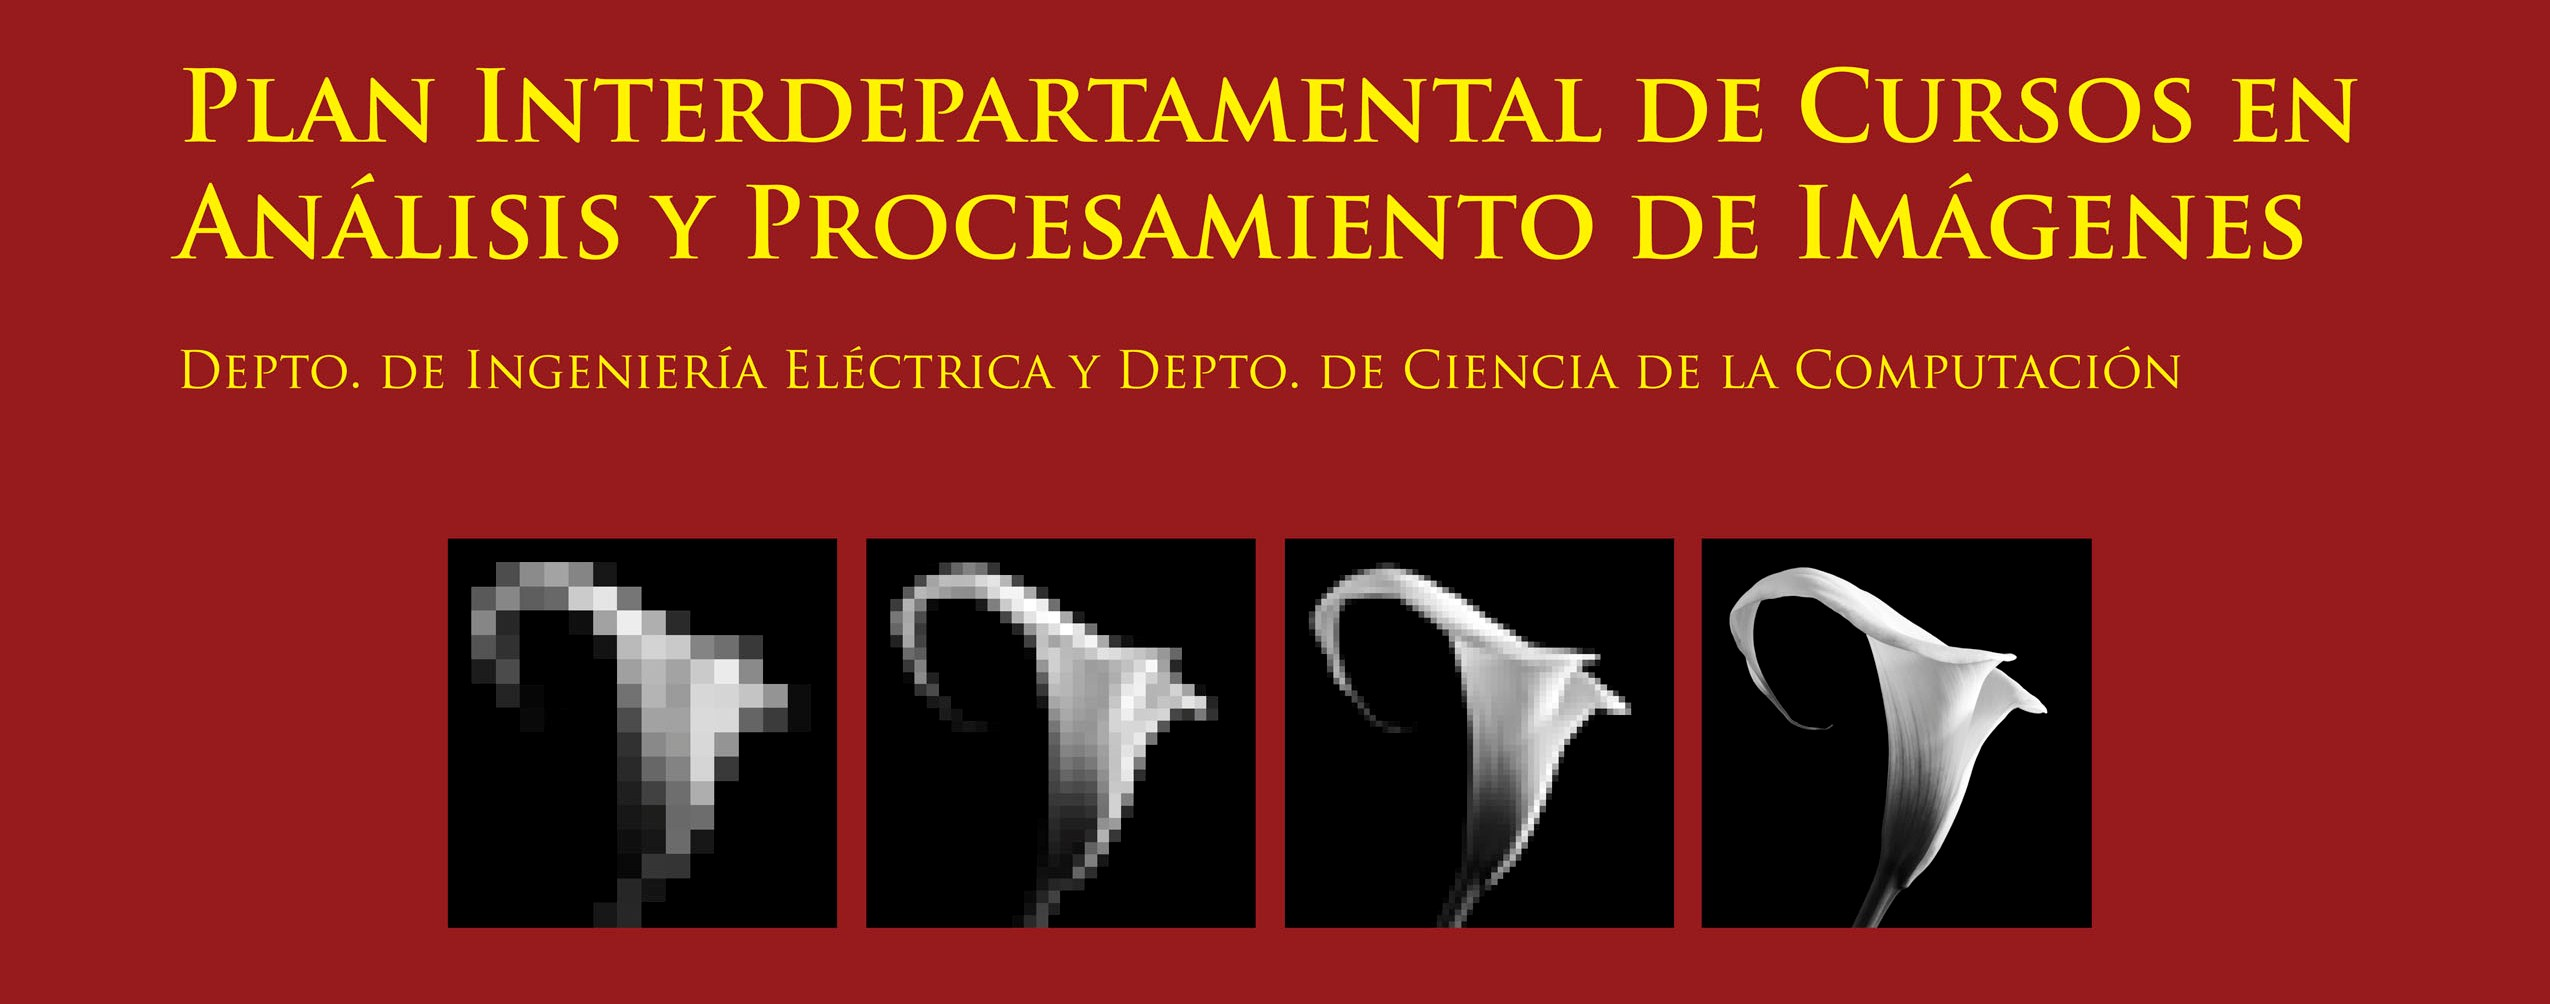 Plan Interdepartamental de Cursos en
Análisis y Procesamiento de Imágenes
Depto. de Ingeniería Eléctrica y Depto. de Ciencia de la Computación